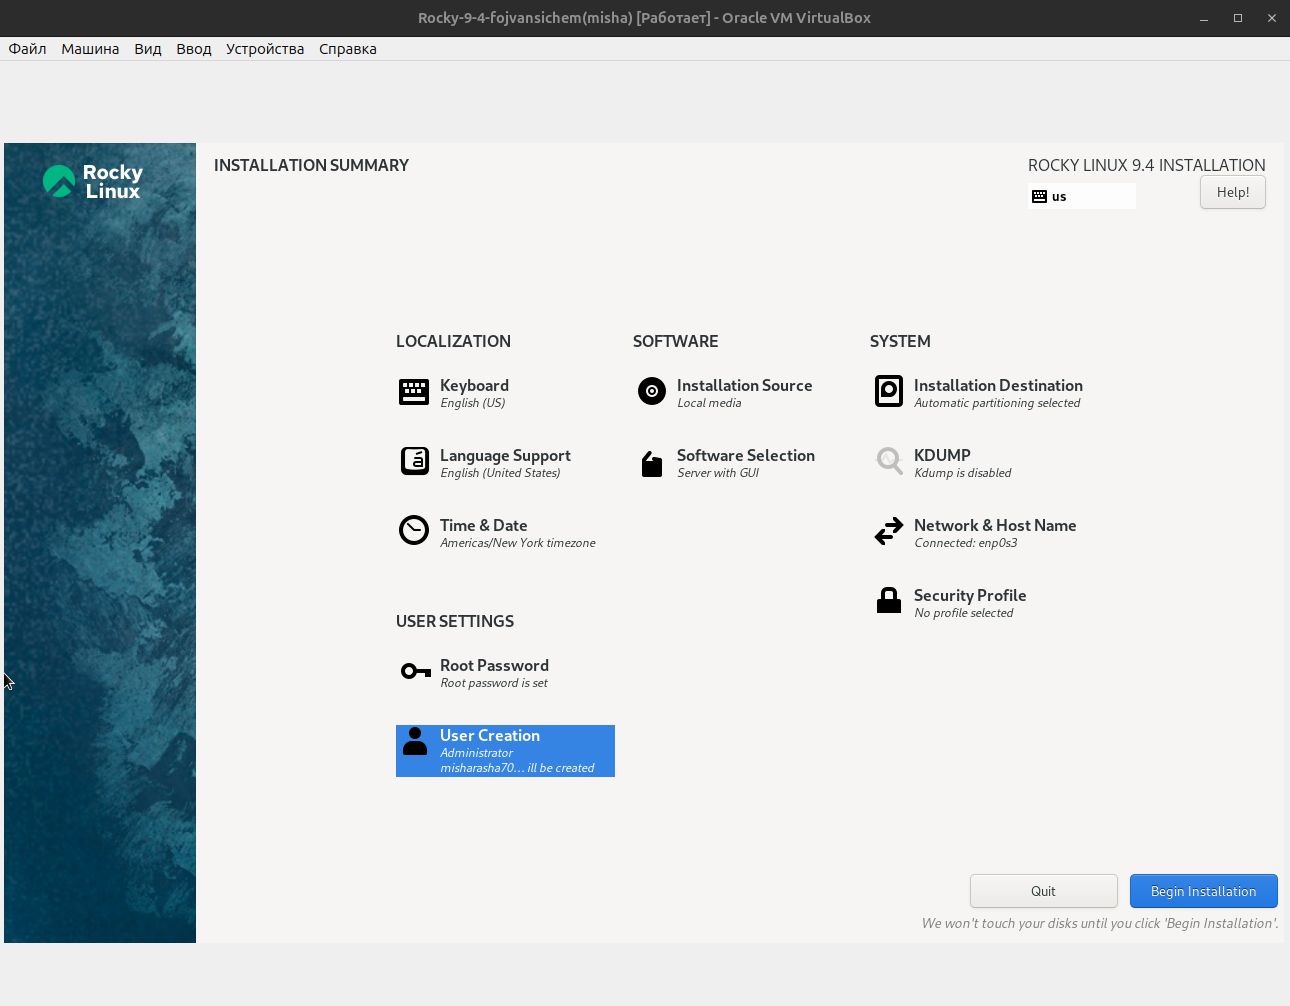 Rocky-9-4-fojvansichem(misha) [Работает] - Oracle VM VirtualBox
Файл Машина Вид Ввод Устройства Справка
Rocky
Linux
INSTALLATION SUMMARY
ROCKY LINUX 9.4 INSTALLATION
us
Help!
LOCALIZATION
Keyboard
English (US)
Language Support
English (United States)
Time & Date
Americas/New York timezone
SOFTWARE
Installation Source
Local media
Software Selection
Server with GUI
SYSTEM
Installation Destination
Automatic partitioning selected
KDUMP
Kdump is disabled
Network & Host Name
Connected: enp0s3
Security Profile
No profile selected
USER SETTINGS
Root Password
Root password is set
User Creation
Administrator
misharasha70… ill be created
Quit
Begin Installation
We won't touch your disks until you click 'Begin Installation'.